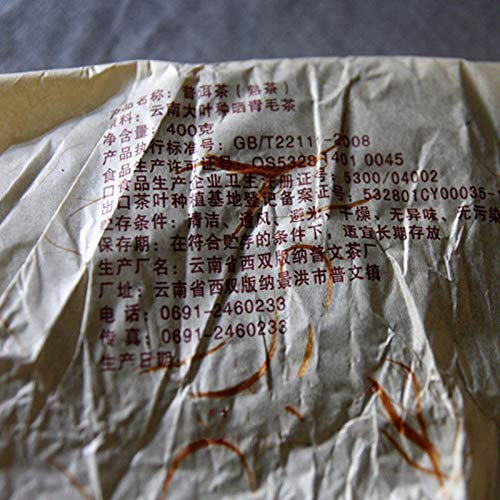 产品名称：普洱茶（熟茶）
原料：云南大叶种晒青毛茶
净含量：400克
产品执行标准号：GB/T22111-2008
食品生产许可证号：QS5328 1401 0045
出口食品生产企业卫生注册证号：5300/04002
出口茶叶种植基地登记备案证号：532801CY00035-
贮存条件：清洁、通风、避光、干燥、无异味、无污染
保存期：在符合贮存的条件下，适宜长期存放
生产厂名：云南省西双版纳普文茶厂
厂址：云南省西双版纳景洪市普文镇
电话：0691-2460233
传真：0691-2460233
生产日期：